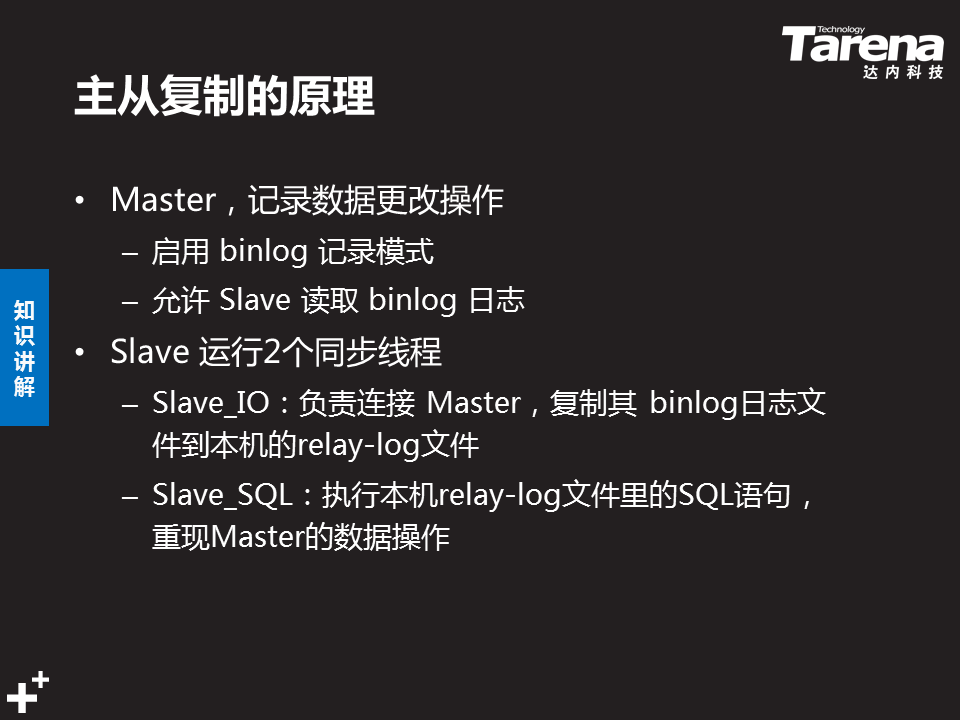 Technology
Tarena
达内科技
主从复制的原理
• Master，记录数据更改操作
– 启用 binlog 记录模式
– 允许 Slave 读取 binlog 日志
知识讲解
• Slave 运行2个同步线程
– Slave_IO：负责连接 Master，复制其 binlog日志文
件到本机的relay-log文件
– Slave_SQL：执行本机relay-log文件里的SQL语句，
重现Master的数据操作